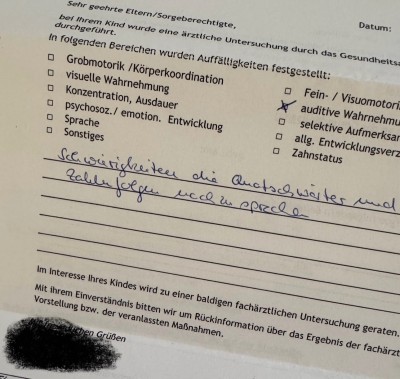 Sehr geehrte Eltern/Sorgeberechtigte,
Datum:
bei Ihrem Kind wurde eine ärztliche Untersuchung durch das Gesundheitsa
durchgeführt.
In folgenden Bereichen wurden Auffälligkeiten festgestellt:
Grobmotorik /Körperkoordination
visuelle Wahrnehmung
Konzentration, Ausdauer
psychosoz./ emotion. Entwicklung
Sprache
Sonstiges
Fein- / Visuomotorik
auditive Wahrnehmu
selektive Aufmerksam
allg. Entwicklungsverz
Zahnstatus
Schwierigkeiten die Quatschwörter und
Zahlenfolgen nachzusprechen
Im Interesse Ihres Kindes wird zu einer baldigen fachärztlichen Untersuchung geraten.
Mit Ihrem Einverständnis bitten wir um Rückinformation über das Ergebnis der fachärzt
Vorstellung bzw. der veranlassten Maßnahmen.
Grüßen